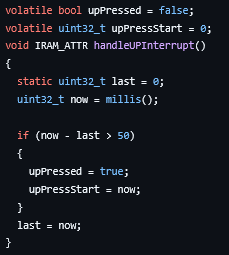 volatile bool upPressed = false;
volatile uint32_t upPressStart = 0;
void IRAM_ATTR handleUPInterrupt()
{
  static uint32_t last = 0;
  uint32_t now = millis();

  if (now - last > 50)
  {
    upPressed = true;
    upPressStart = now;
  }
  last = now;
}